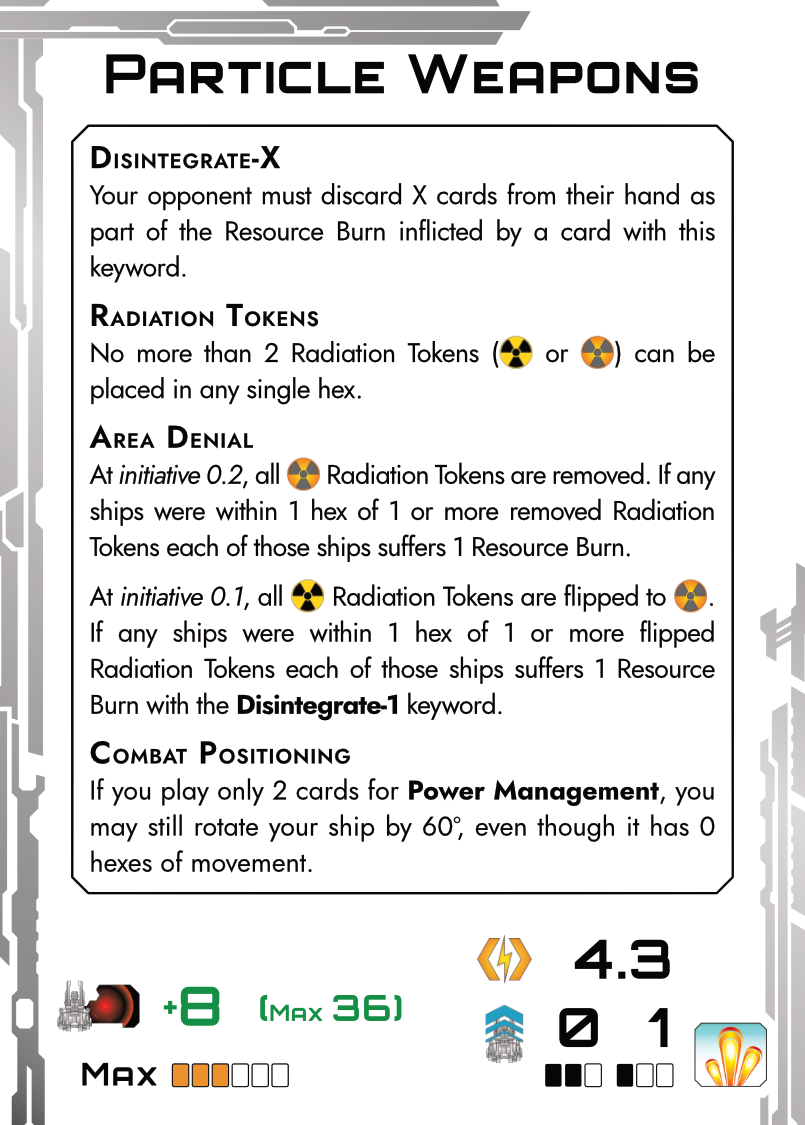 Particle Weapons
Disintegrate-X
Your opponent must discard X cards from their hand as
part of the Resource Burn inflicted by a card with this
keyword.
Radiation Tokens
No more than 2 Radiation Tokens ( or ) can be
placed in any single hex.
Area Denial
At initiative 0.2, all Radiation Tokens are removed. If any
ships were within 1 hex of 1 or more removed Radiation
Tokens each of those ships suffers 1 Resource Burn.
At initiative 0.1, all Radiation Tokens are flipped to .
If any ships were within 1 hex of 1 or more flipped
Radiation Tokens each of those ships suffers 1 Resource
Burn with the Disintegrate-1 keyword.
Combat Positioning
If you play only 2 cards for Power Management, you
may still rotate your ship by 60°, even though it has 0
hexes of movement.
4.3
+8 (Max 36)
0 1
Max